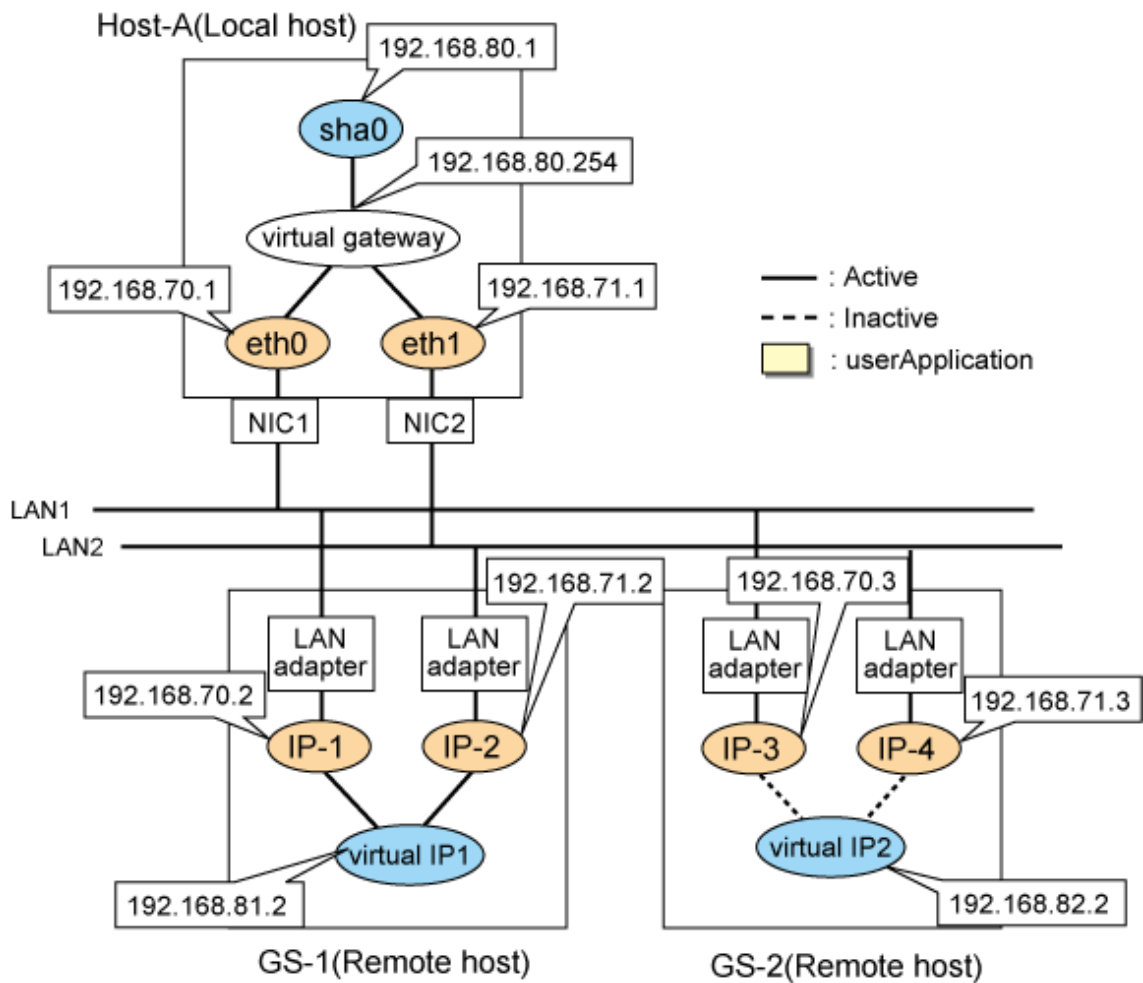 Host-A(Local host)
192.168.80.1
sha0
192.168.80.254
virtual gateway
192.168.70.1
192.168.71.1
eth0
eth1
NIC1
NIC2
: Active
: Inactive
: userApplication
LAN1
LAN2
192.168.71.2
192.168.70.3
LAN
adapter
LAN
adapter
LAN
adapter
LAN
adapter
192.168.70.2
192.168.71.3
IP-1
IP-2
IP-3
IP-4
virtual IP1
virtual IP2
192.168.81.2
192.168.82.2
GS-1(Remote host)
GS-2(Remote host)